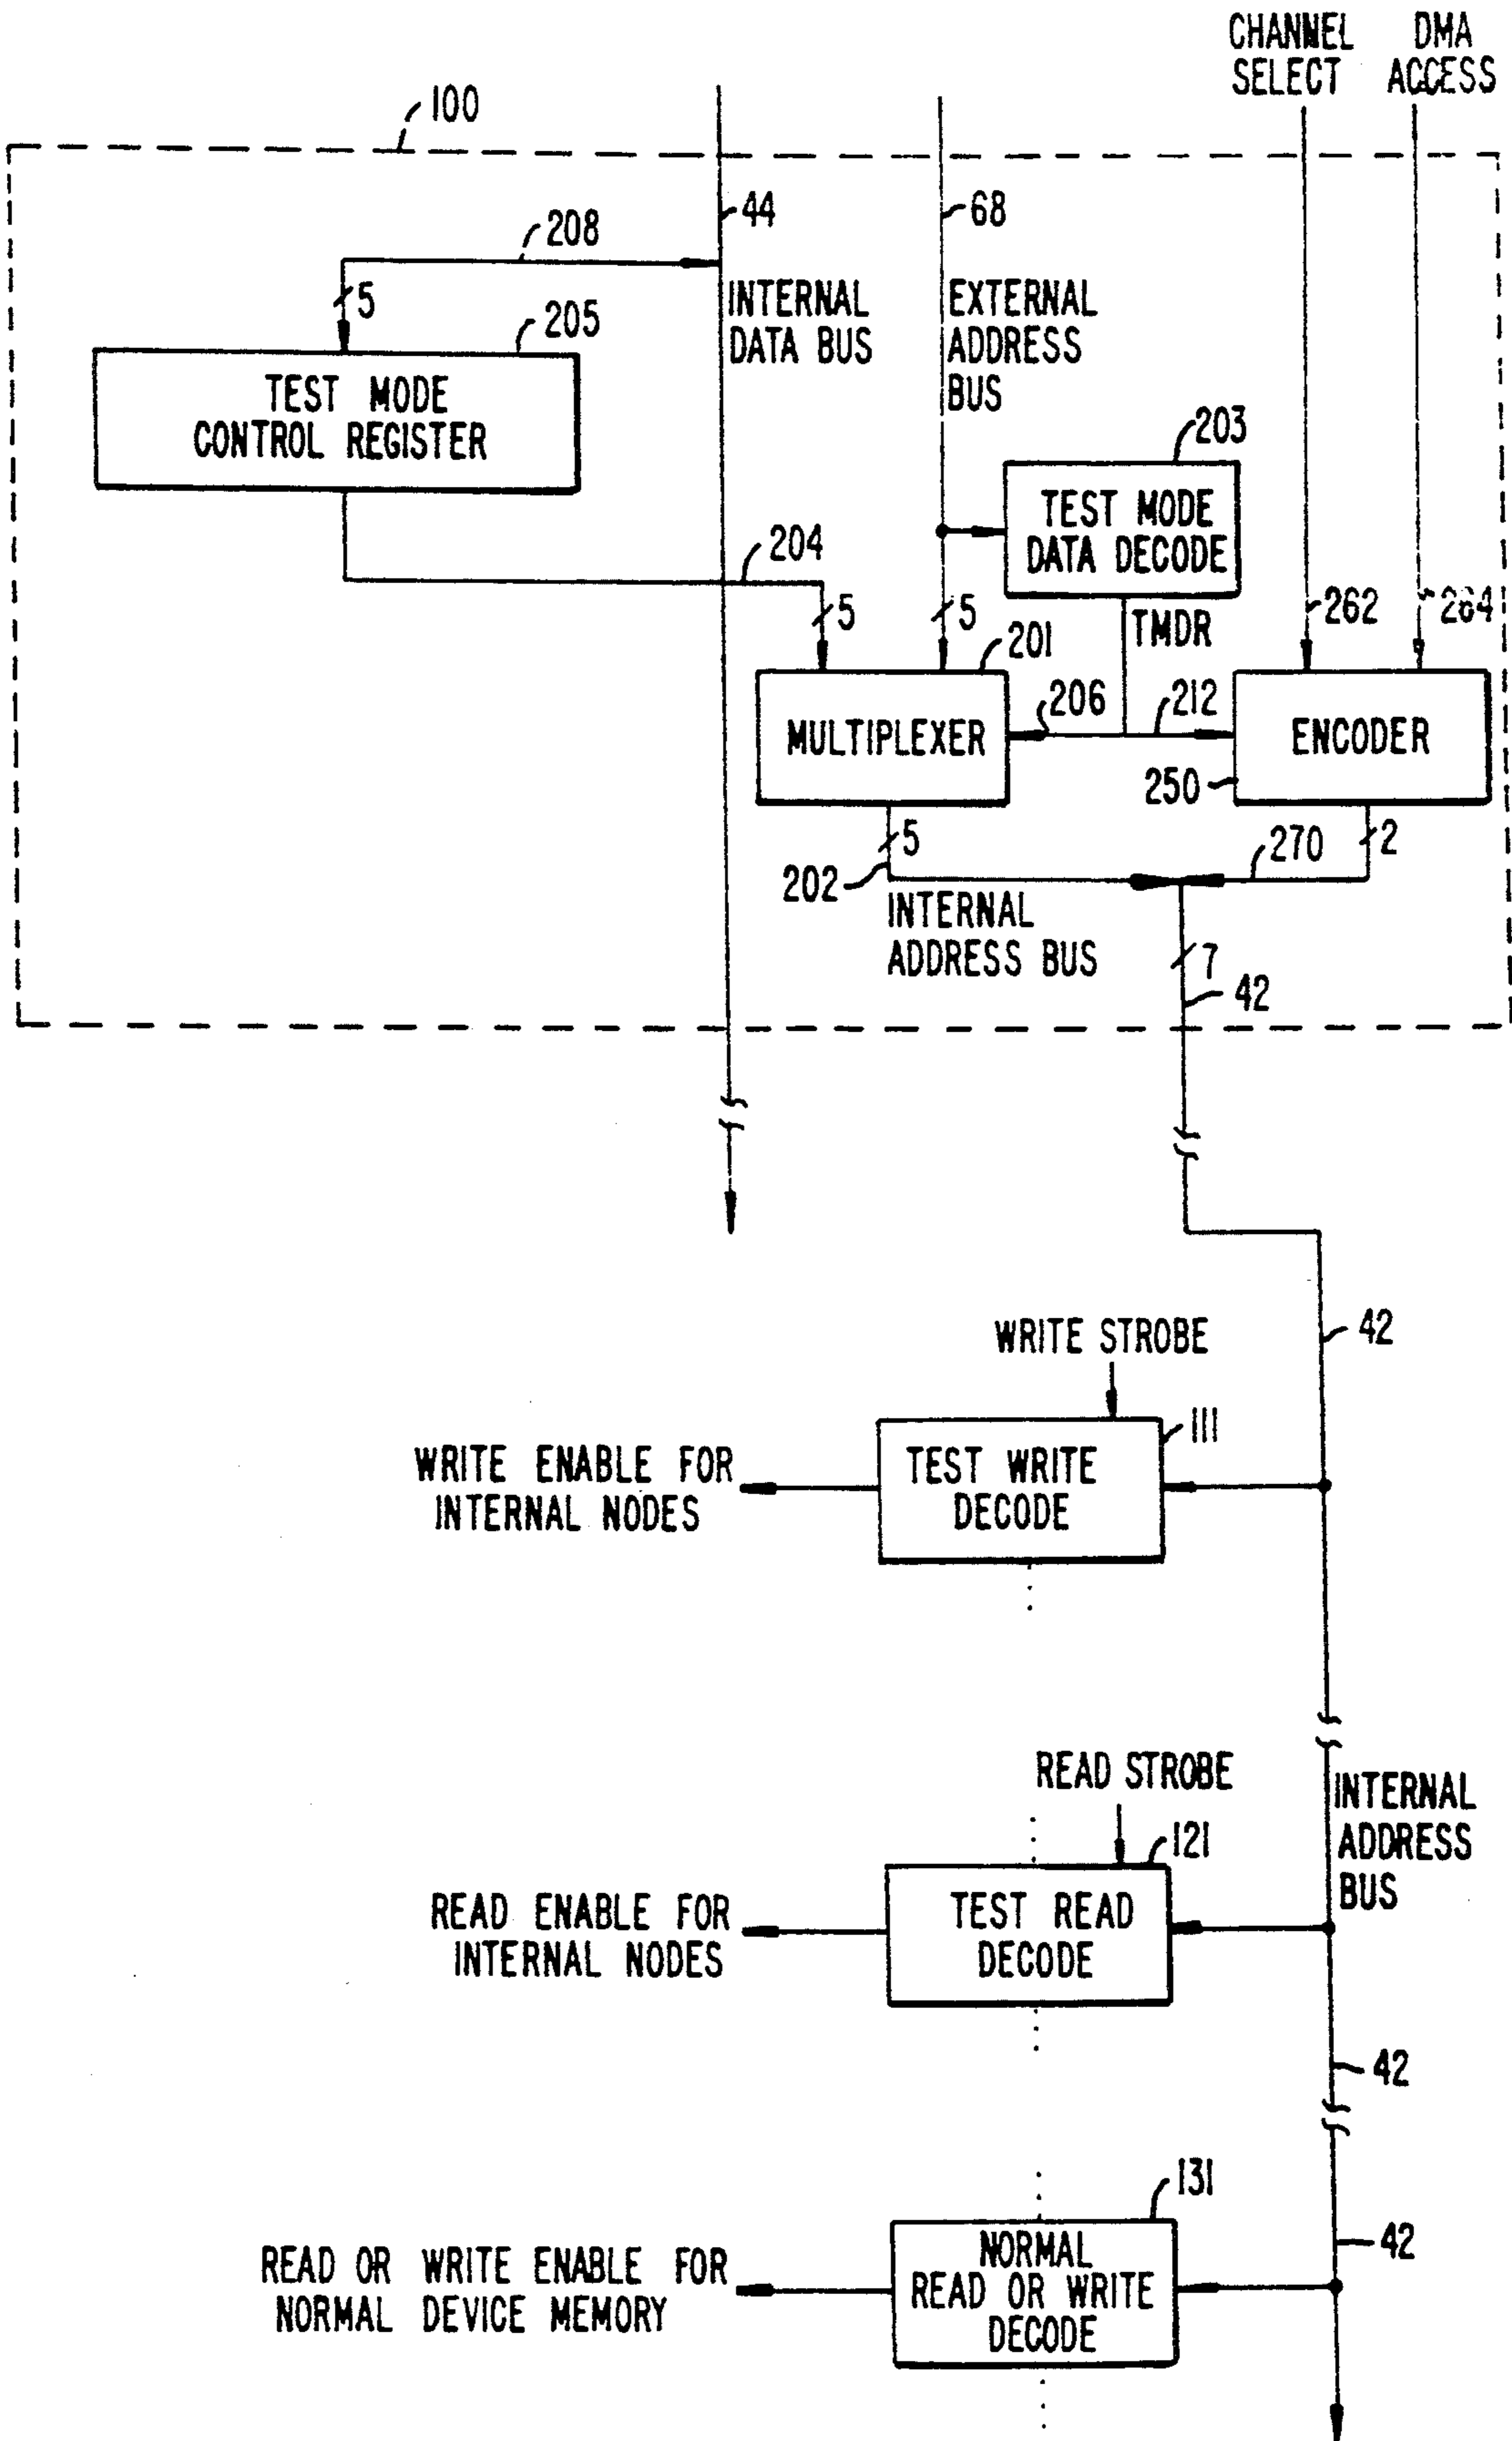 CHANNEL SELECT
DMA ACCESS
100
44
68
208
5
205
INTERNAL DATA BUS
EXTERNAL ADDRESS BUS
TEST MODE CONTROL REGISTER
203
TEST MODE DATA DECODE
204
5
5
TMDR
262
264
201
MULTIPLEXER
206
212
ENCODER
250
5
2
270
202
INTERNAL ADDRESS BUS
7
42
42
WRITE STROBE
111
WRITE ENABLE FOR INTERNAL NODES
TEST WRITE DECODE
READ STROBE
121
INTERNAL ADDRESS BUS
READ ENABLE FOR INTERNAL NODES
TEST READ DECODE
42
131
42
READ OR WRITE ENABLE FOR NORMAL DEVICE MEMORY
NORMAL READ OR WRITE DECODE